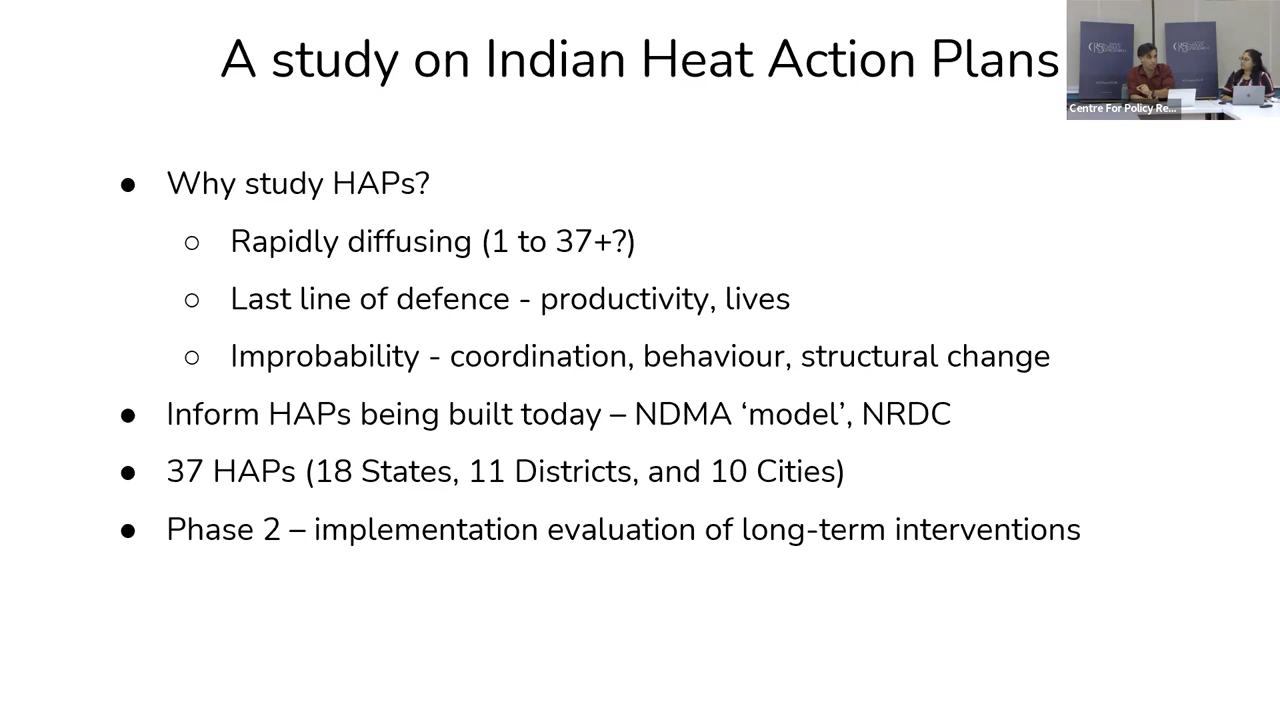 A study on Indian Heat Action Plans
Centre For Policy Re...
● Why study HAPs?
○ Rapidly diffusing (1 to 37+?)
○ Last line of defence - productivity, lives
○ Improbability - coordination, behaviour, structural change
● Inform HAPs being built today – NDMA ‘model’, NRDC
● 37 HAPs (18 States, 11 Districts, and 10 Cities)
● Phase 2 – implementation evaluation of long-term interventions